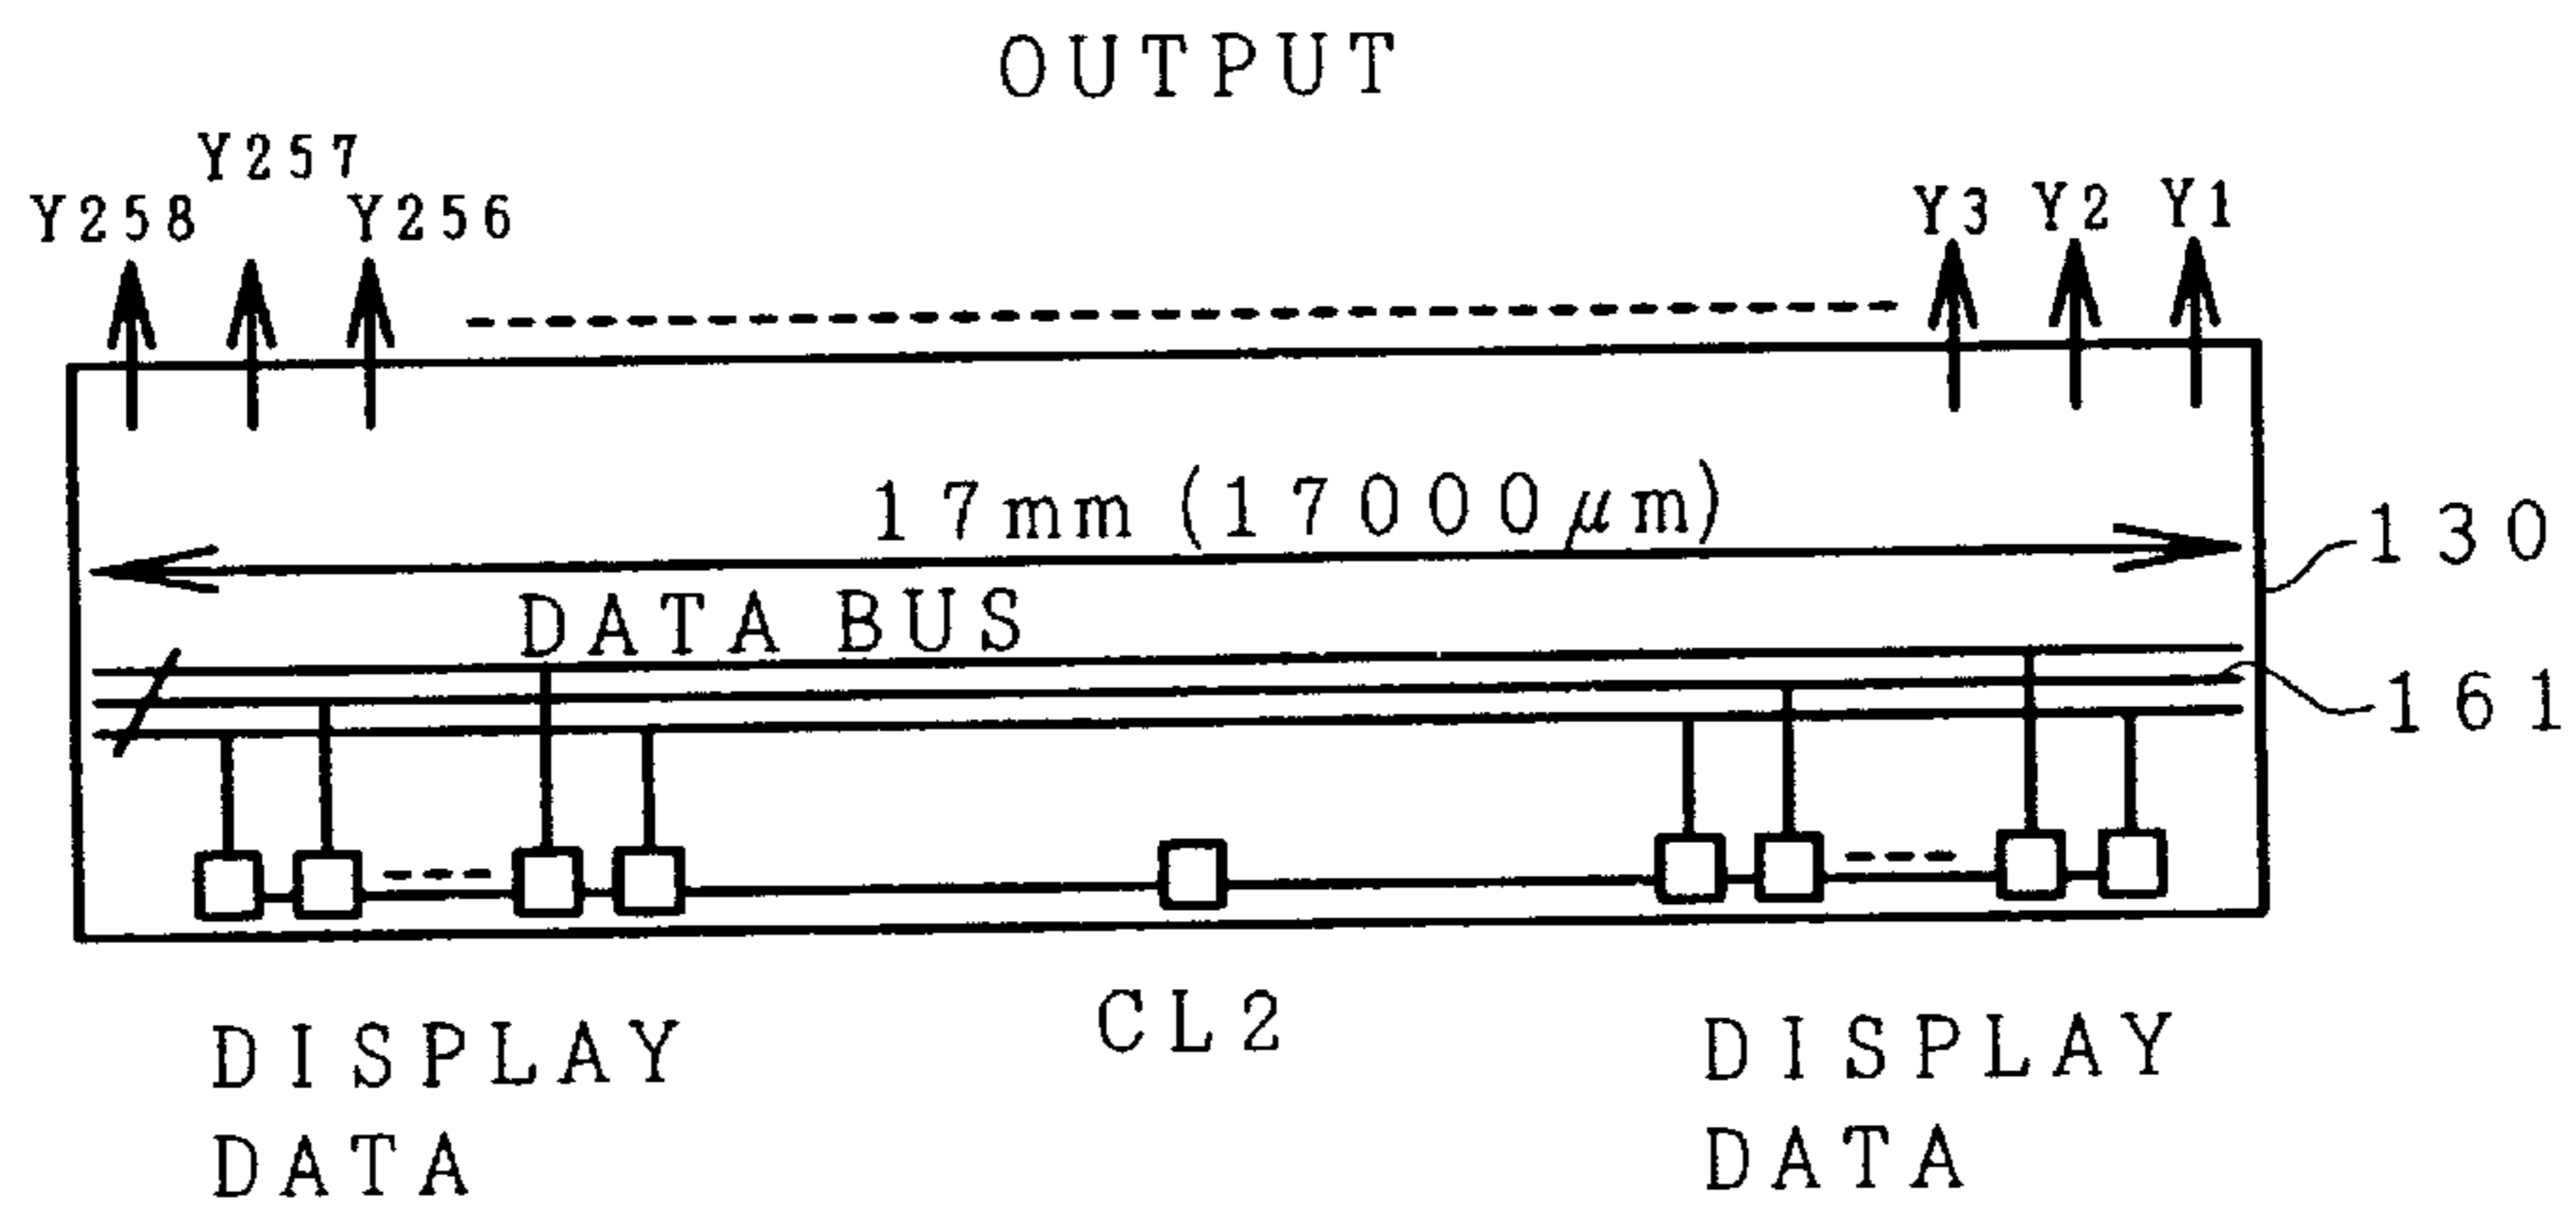 OUTPUT
Y258 Y257 Y256 Y3 Y2 Y1
17mm (17000μm)
130
DATA BUS
161
CL2
DISPLAY DATA
DISPLAY DATA